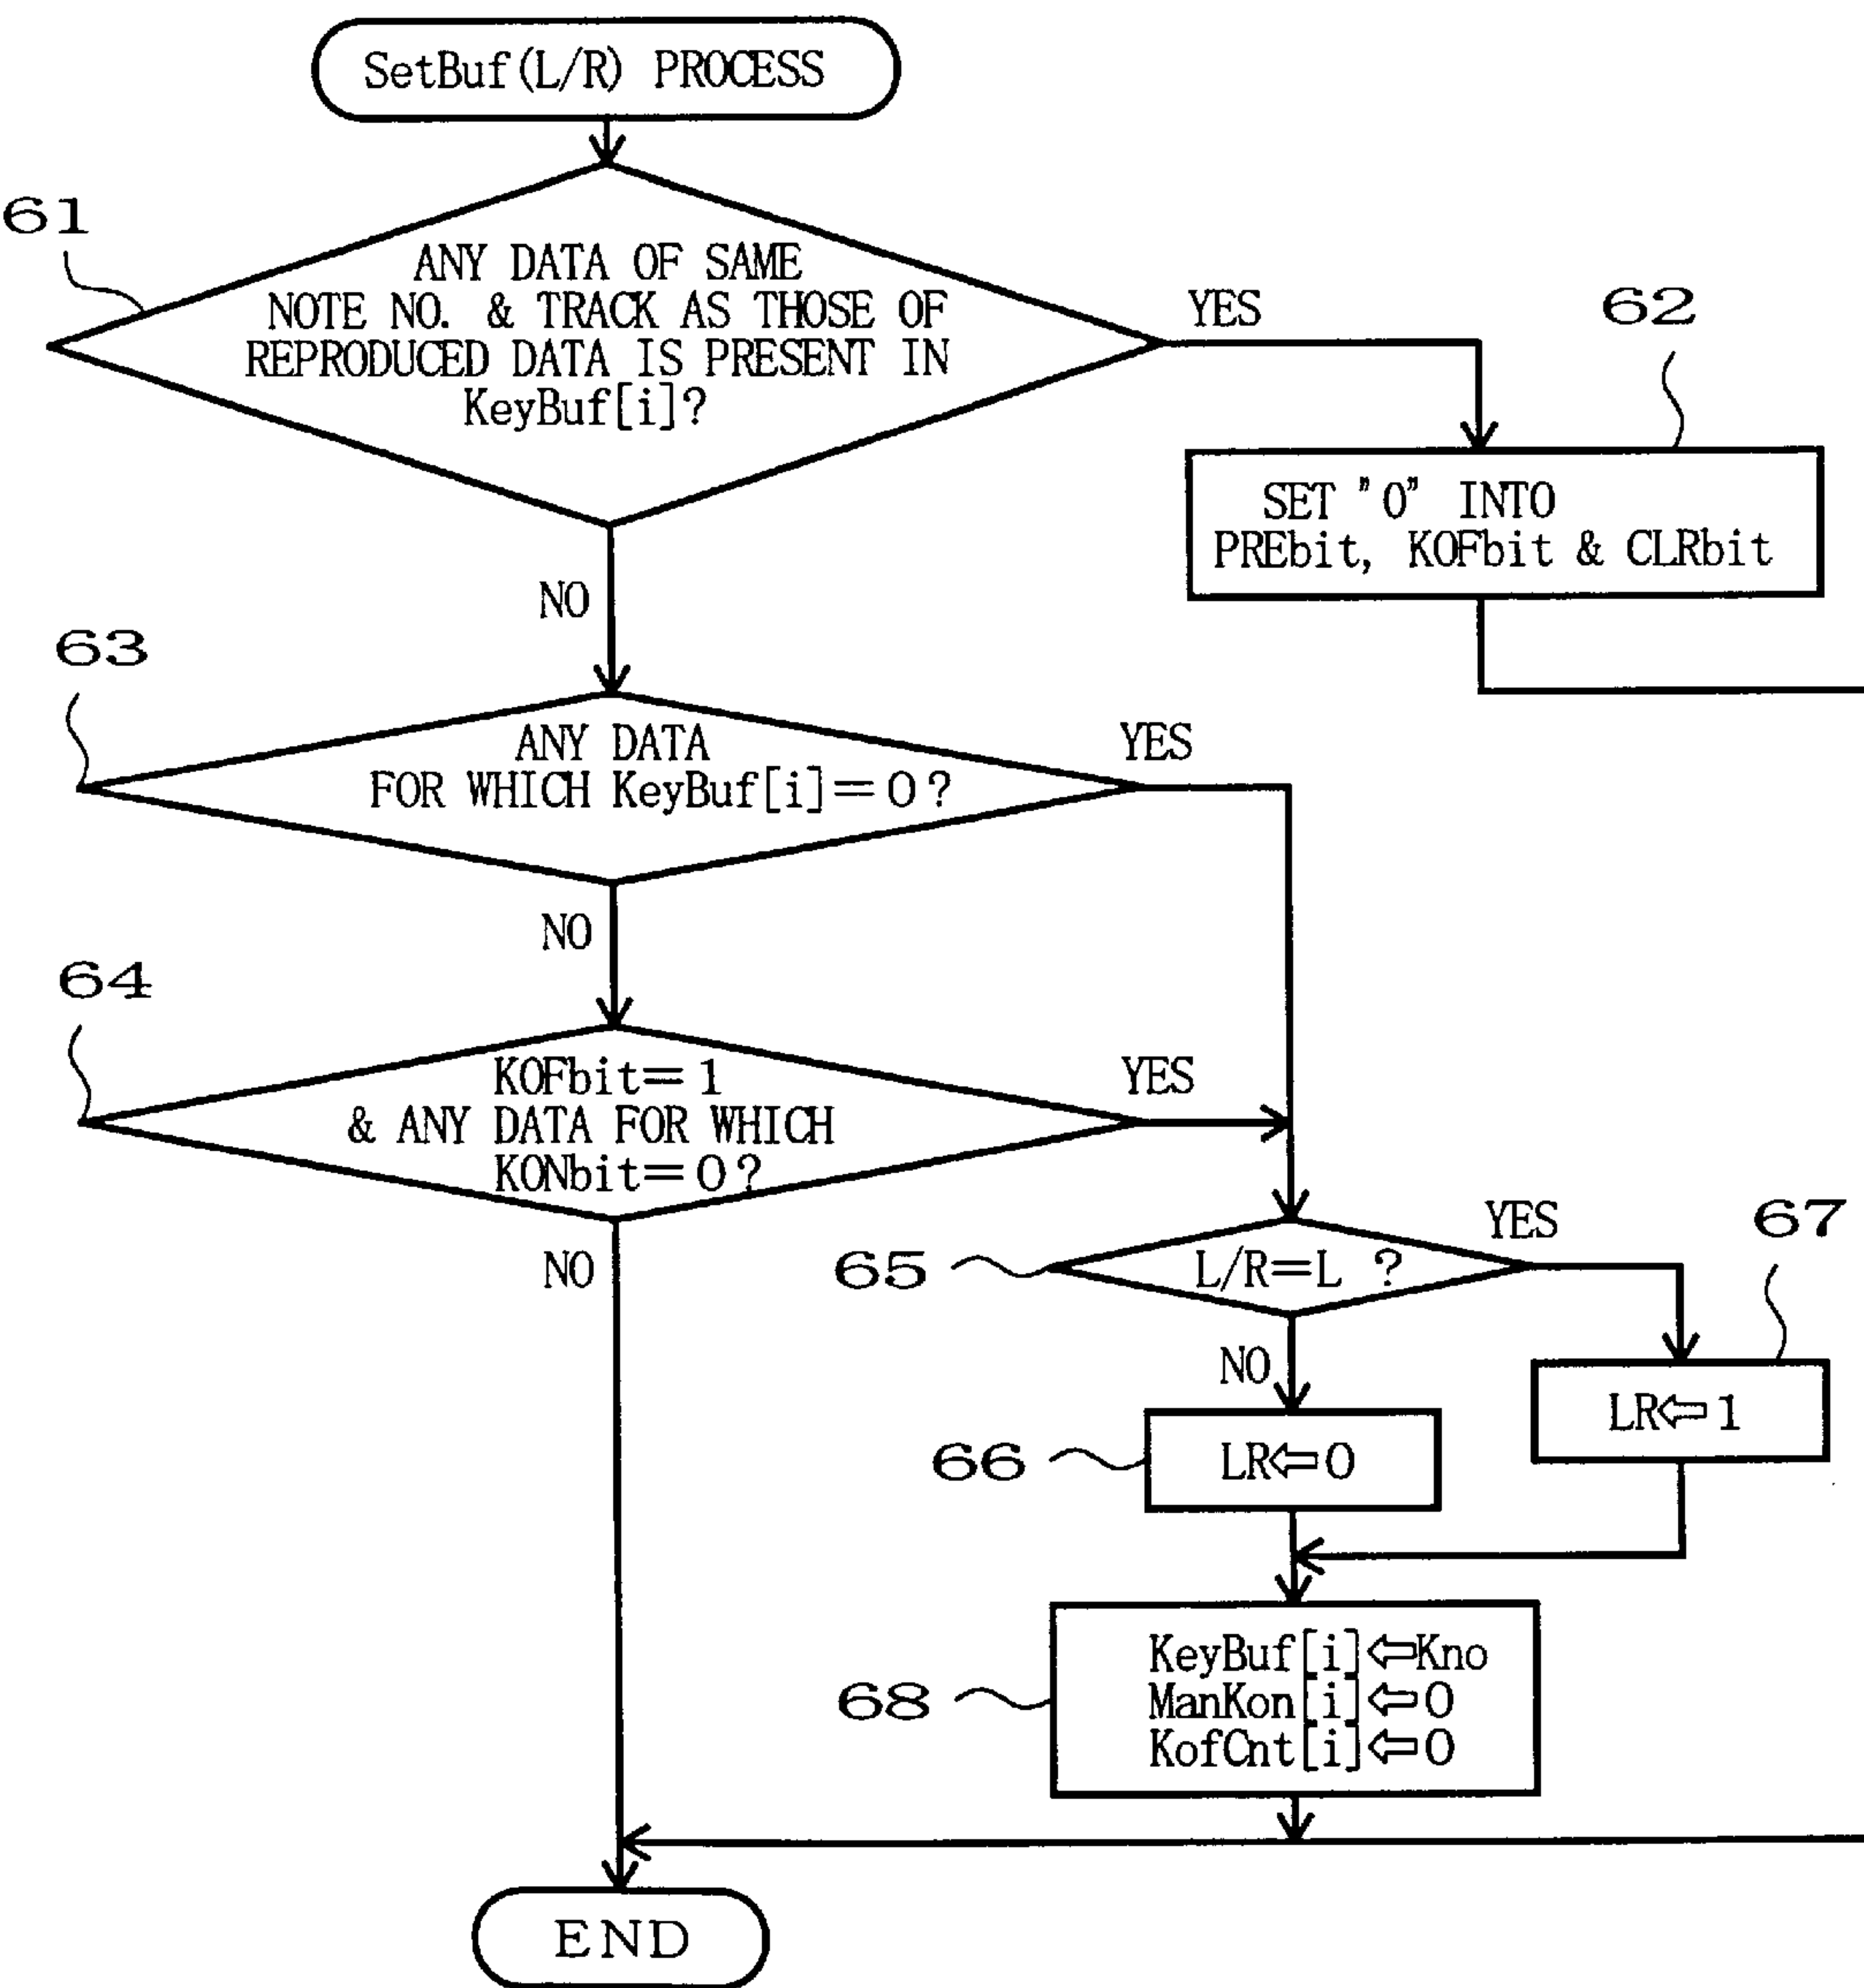 SetBuf(L/R) PROCESS
61
ANY DATA OF SAME
NOTE NO. & TRACK AS THOSE OF
REPRODUCED DATA IS PRESENT IN
KeyBuf[i]?
YES
62
SET "0" INTO
PREbit, KOFbit & CLRbit
NO
63
ANY DATA
FOR WHICH KeyBuf[i]=0?
YES
NO
64
KOFbit=1
& ANY DATA FOR WHICH
KONbit=0?
YES
NO
65
L/R=L ?
YES
67
NO
LR⇐1
66
LR⇐0
68
KeyBuf[i]⇐Kno
ManKon[i]⇐0
KofCnt[i]⇐0
END